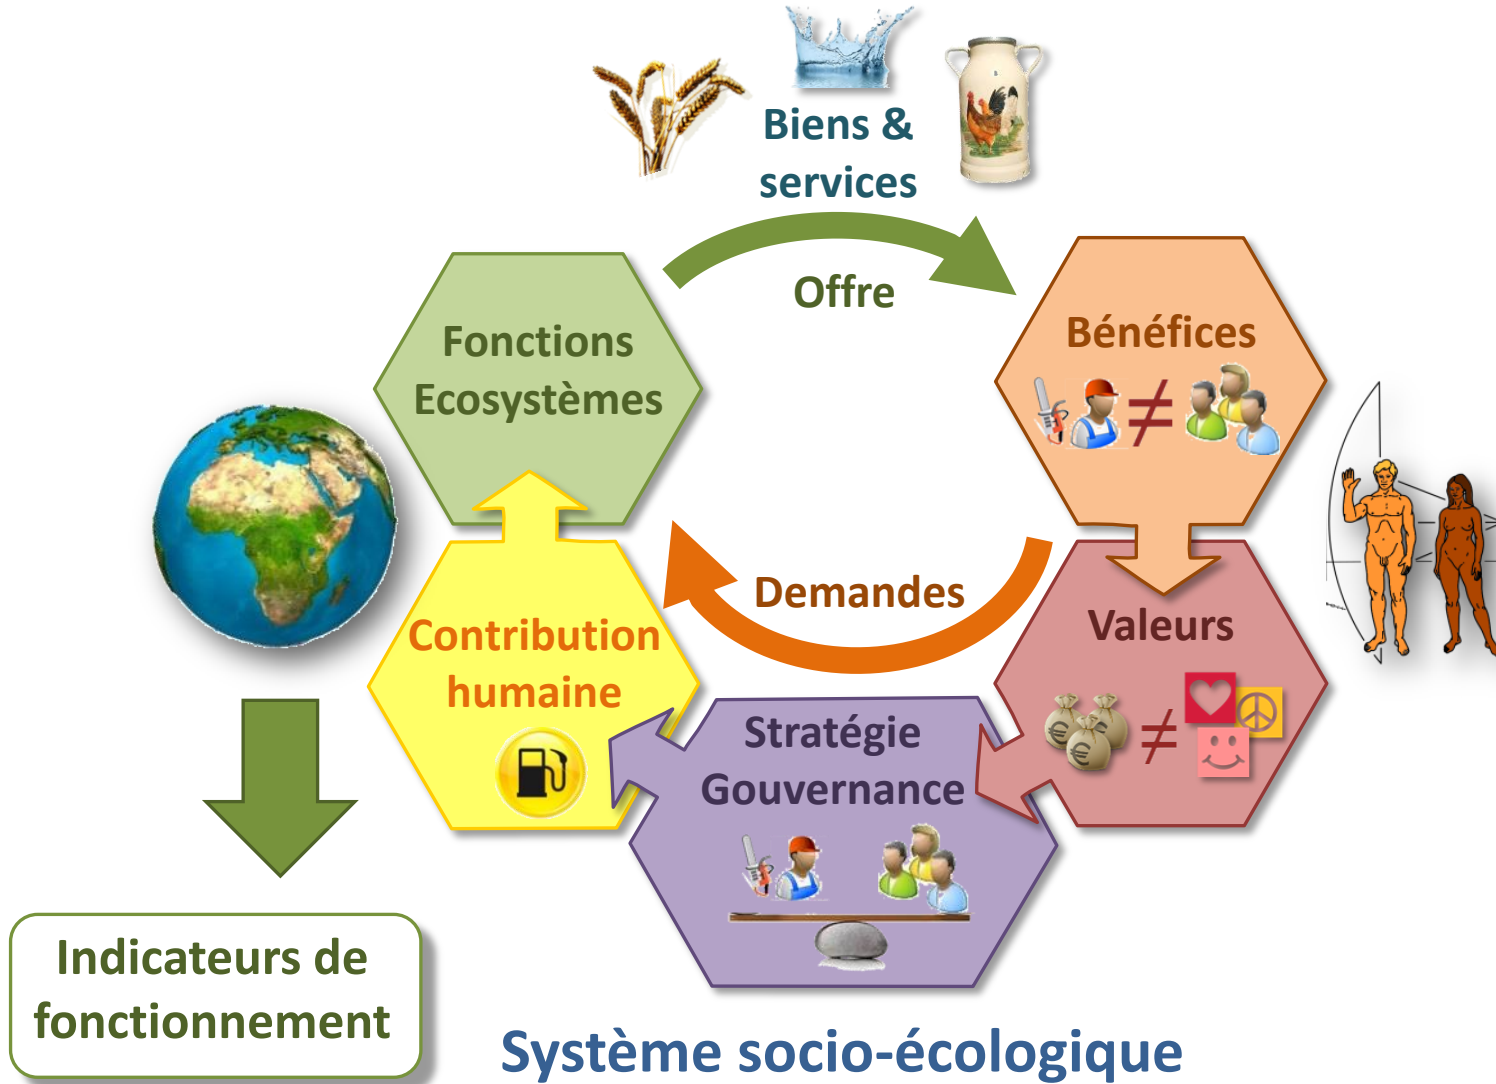 Biens &
services
Offre
Fonctions
Ecosystèmes
Bénéfices
≠
Demandes
Contribution
humaine
Valeurs
€
€
€
≠
Stratégie
Gouvernance
Indicateurs de
fonctionnement
Système socio-écologique